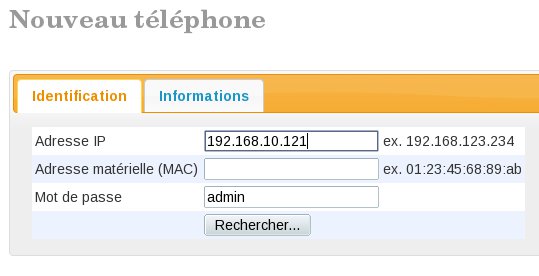 Nouveau téléphone
Identification Informations
Adresse IP 192.168.10.121 ex. 192.168.123.234
Adresse matérielle (MAC) ex. 01:23:45:68:89:ab
Mot de passe admin
Rechercher...